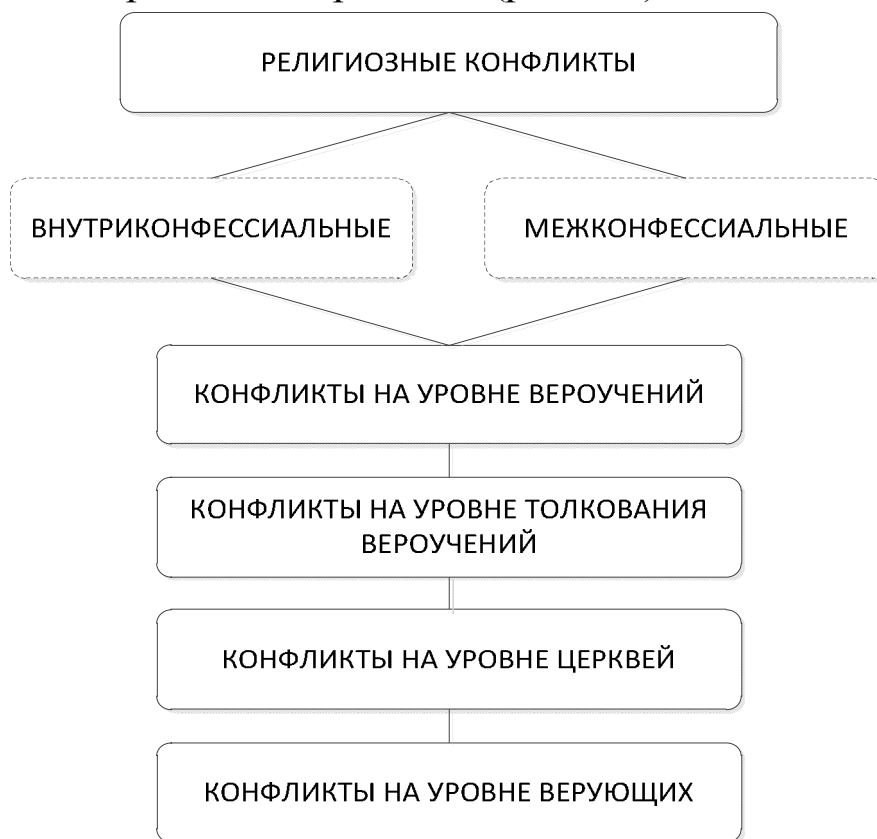 РЕЛИГИОЗНЫЕ КОНФЛИКТЫ
ВНУТРИКОНФЕССИАЛЬНЫЕ
МЕЖКОНФЕССИАЛЬНЫЕ
КОНФЛИКТЫ НА УРОВНЕ ВЕРОУЧЕНИЙ
КОНФЛИКТЫ НА УРОВНЕ ТОЛКОВАНИЯ
ВЕРОУЧЕНИЙ
КОНФЛИКТЫ НА УРОВНЕ ЦЕРКВЕЙ
КОНФЛИКТЫ НА УРОВНЕ ВЕРУЮЩИХ